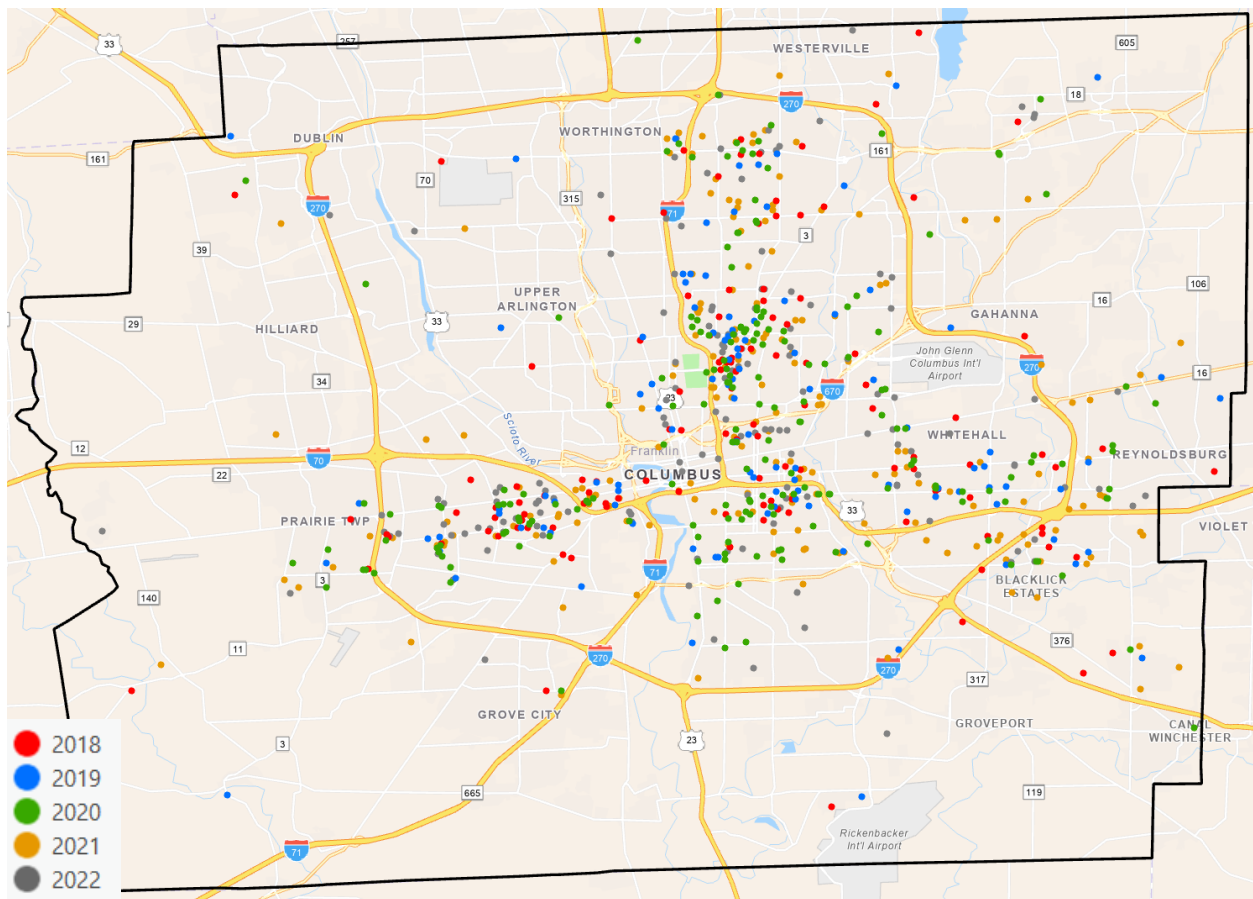 33
257
WESTERVILLE
605
270
18
DUBLIN
WORTHINGTON
161
161
70
315
270
71
3
39
106
UPPER
ARLINGTON
16
29
HILLIARD
33
GAHANNA
John Glenn
Columbus Int'l
Airport
270
16
34
670
23
Scioto River
12
WHITEHALL
70
Franklin
REYNOLDSBURG
22
COLUMBUS
33
PRAIRIE TWP
VIOLET
3
71
BLACKLICK
ESTATES
140
11
376
270
270
317
GROVE CITY
GROVEPORT
CANAL
WINCHESTER
3
23
665
119
Rickenbacker
Int'l Airport
71
2018
2019
2020
2021
2022